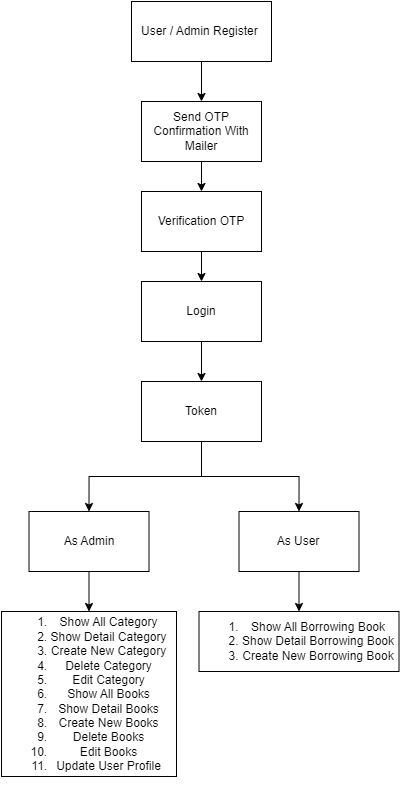 User / Admin Register
Send OTP
Confirmation With
Mailer
Verification OTP
Login
Token
As Admin
As User
1. Show All Category
2. Show Detail Category
3. Create New Category
4. Delete Category
5. Edit Category
6. Show All Books
7. Show Detail Books
8. Create New Books
9. Delete Books
10. Edit Books
11. Update User Profile
1. Show All Borrowing Book
2. Show Detail Borrowing Book
3. Create New Borrowing Book